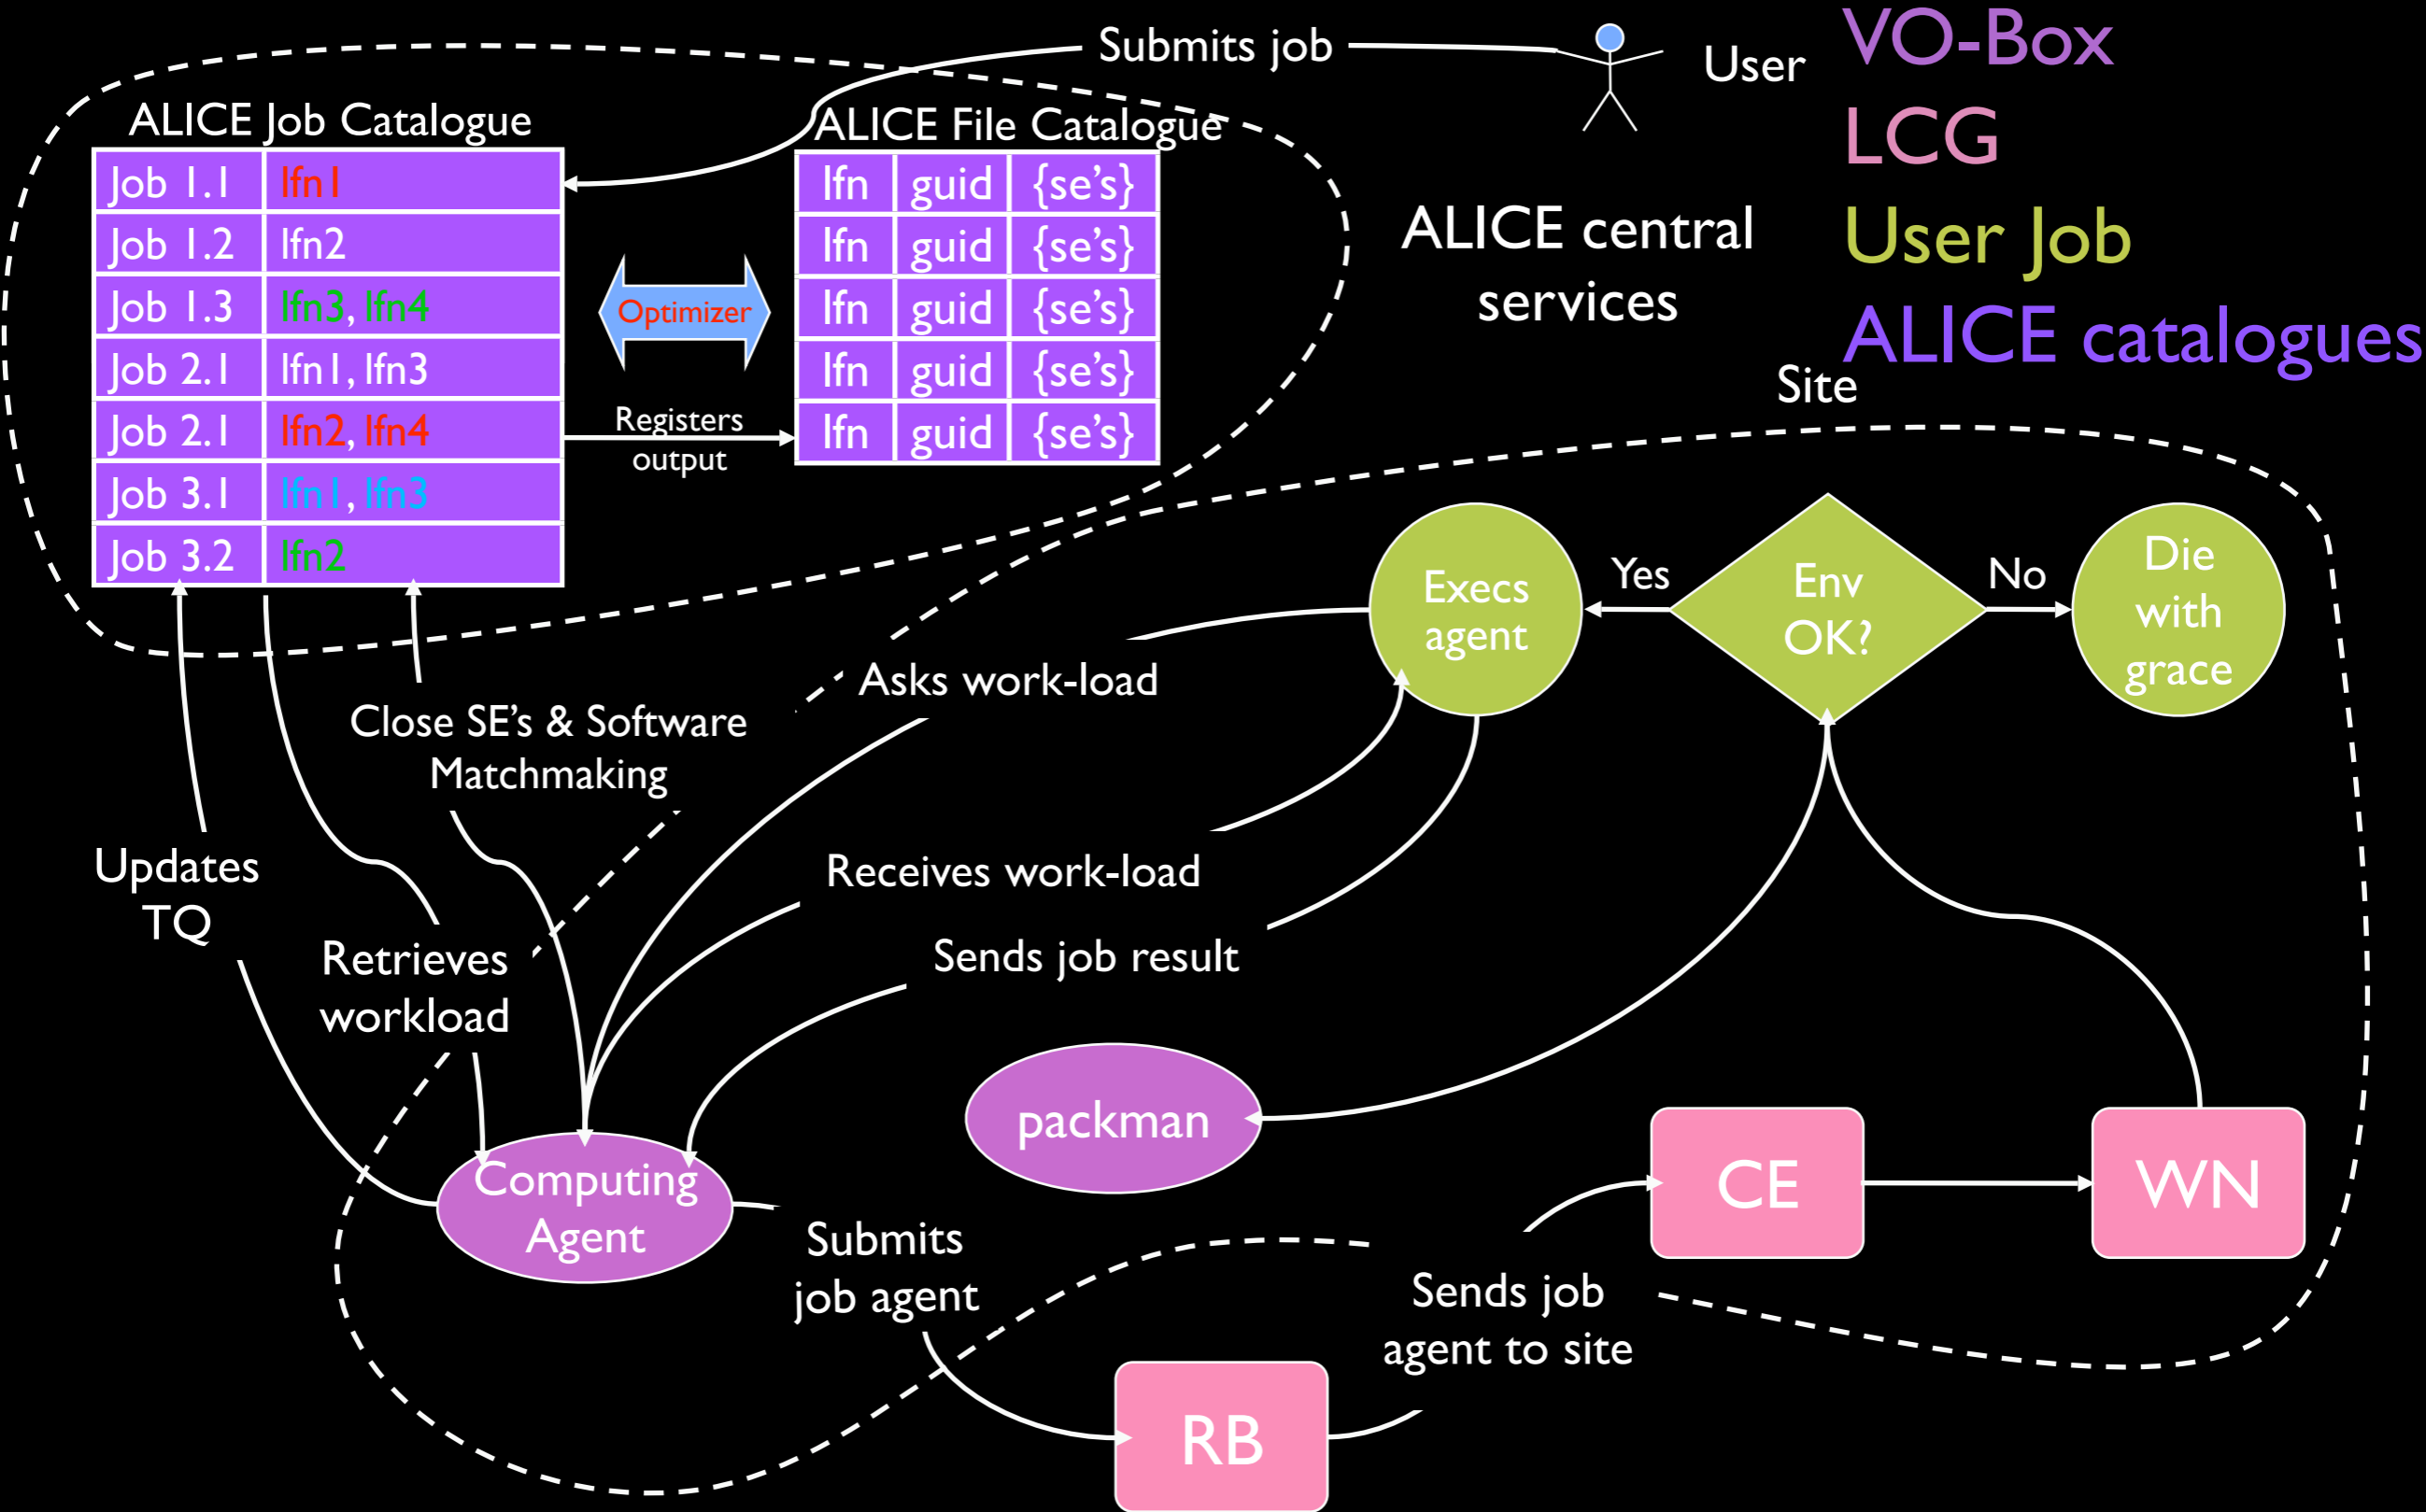 Submits job
User
VO-Box
LCG
User Job
ALICE catalogues
ALICE central
services
Site
ALICE Job Catalogue
Job 1.1 lfn1
Job 1.2 lfn2
Job 1.3 lfn3, lfn4
Job 2.1 lfn1, lfn3
Job 2.1 lfn2, lfn4
Job 3.1 lfn1, lfn3
Job 3.2 lfn2
Optimizer
Registers
output
ALICE File Catalogue
lfn guid {se's}
lfn guid {se's}
lfn guid {se's}
lfn guid {se's}
lfn guid {se's}
Execs
agent
Yes
Env
OK?
No
Die
with
grace
Asks work-load
Close SE's & Software
Matchmaking
Updates
TQ
Receives work-load
Retrieves
workload
Sends job result
packman
Computing
Agent
CE
WN
Submits
job agent
Sends job
agent to site
RB